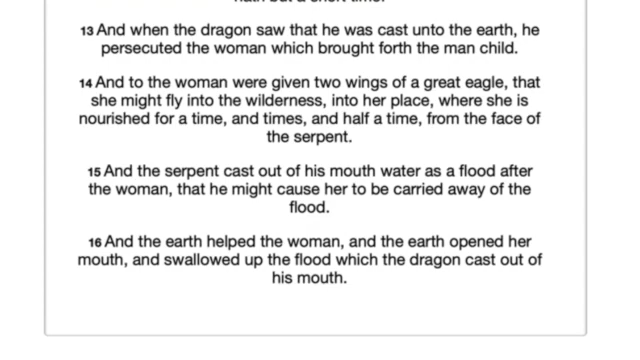 13 And when the dragon saw that he was cast unto the earth, he
persecuted the woman which brought forth the man child.
14 And to the woman were given two wings of a great eagle, that
she might fly into the wilderness, into her place, where she is
nourished for a time, and times, and half a time, from the face of
the serpent.
15 And the serpent cast out of his mouth water as a flood after
the woman, that he might cause her to be carried away of the
flood.
16 And the earth helped the woman, and the earth opened her
mouth, and swallowed up the flood which the dragon cast out of
his mouth.